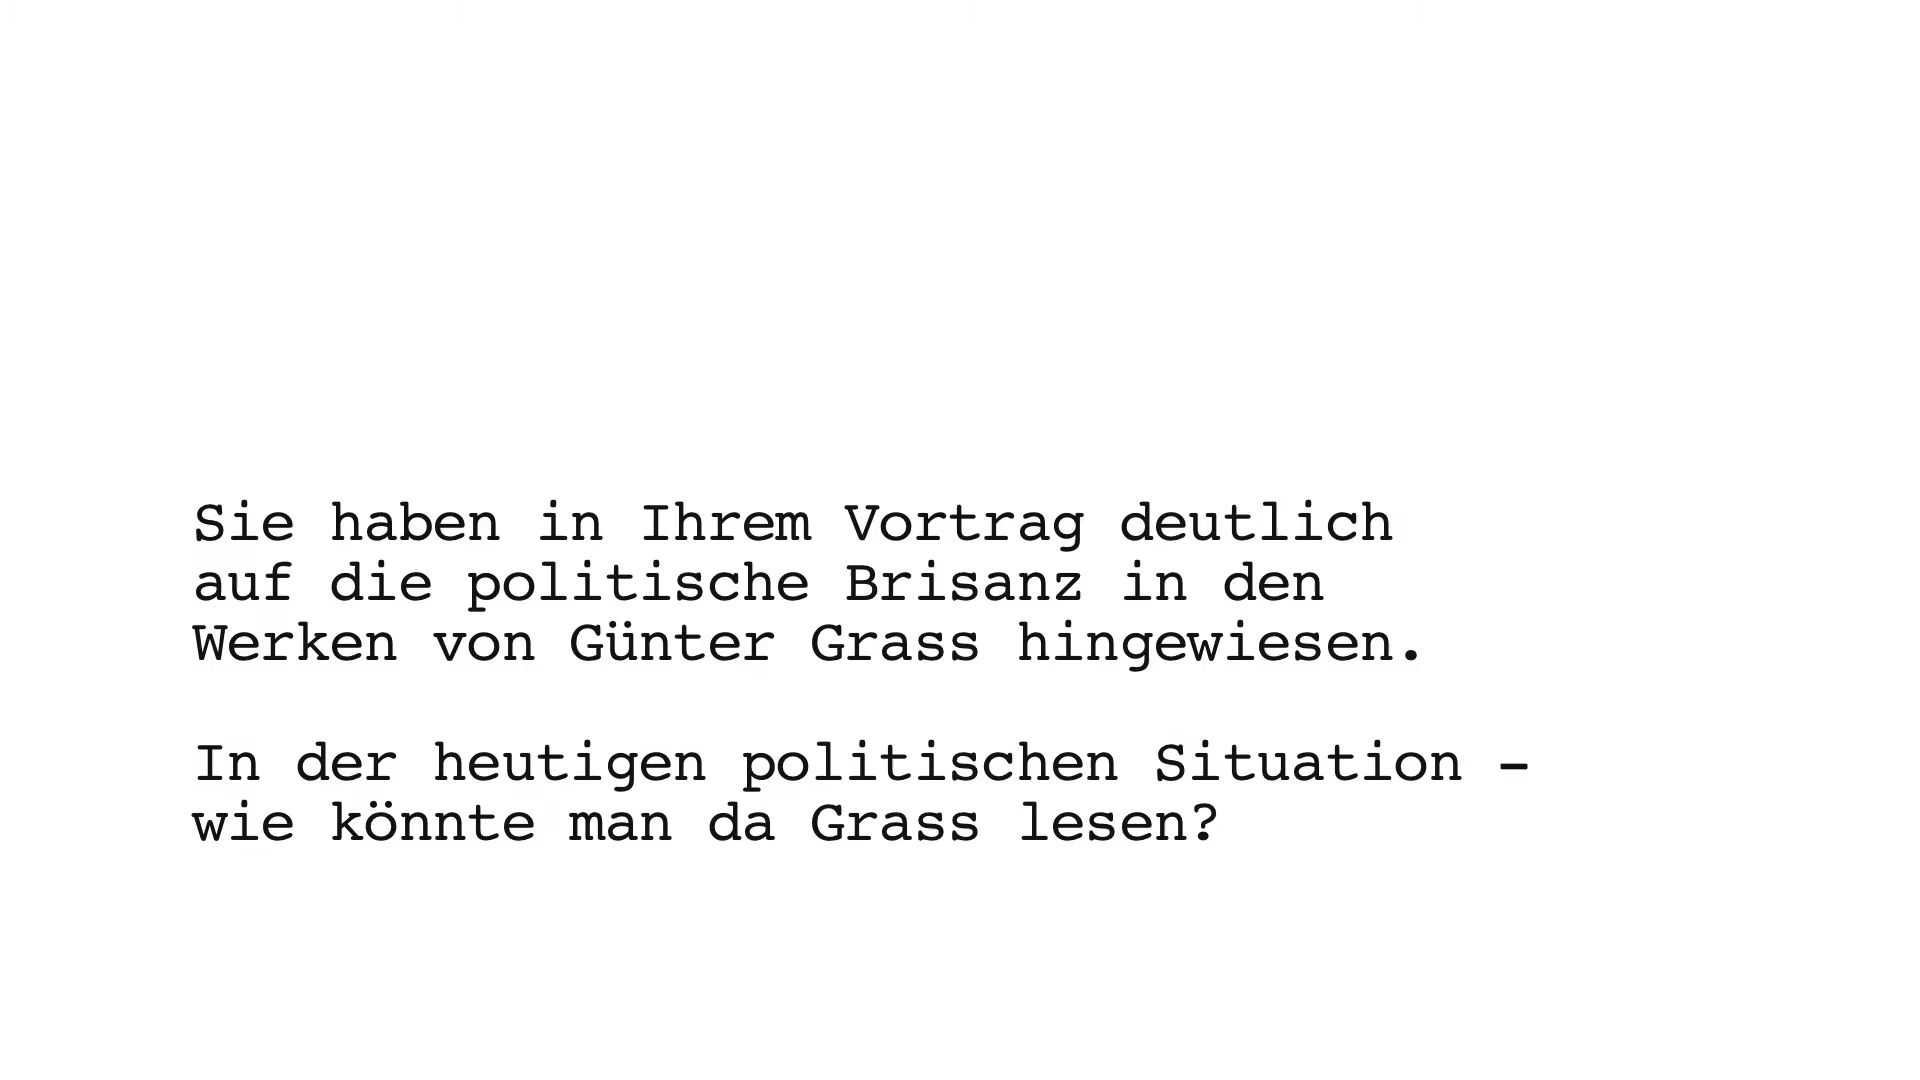 Sie haben in Ihrem Vortrag deutlich
auf die politische Brisanz in den
Werken von Günter Grass hingewiesen.
In der heutigen politischen Situation –
wie könnte man da Grass lesen?